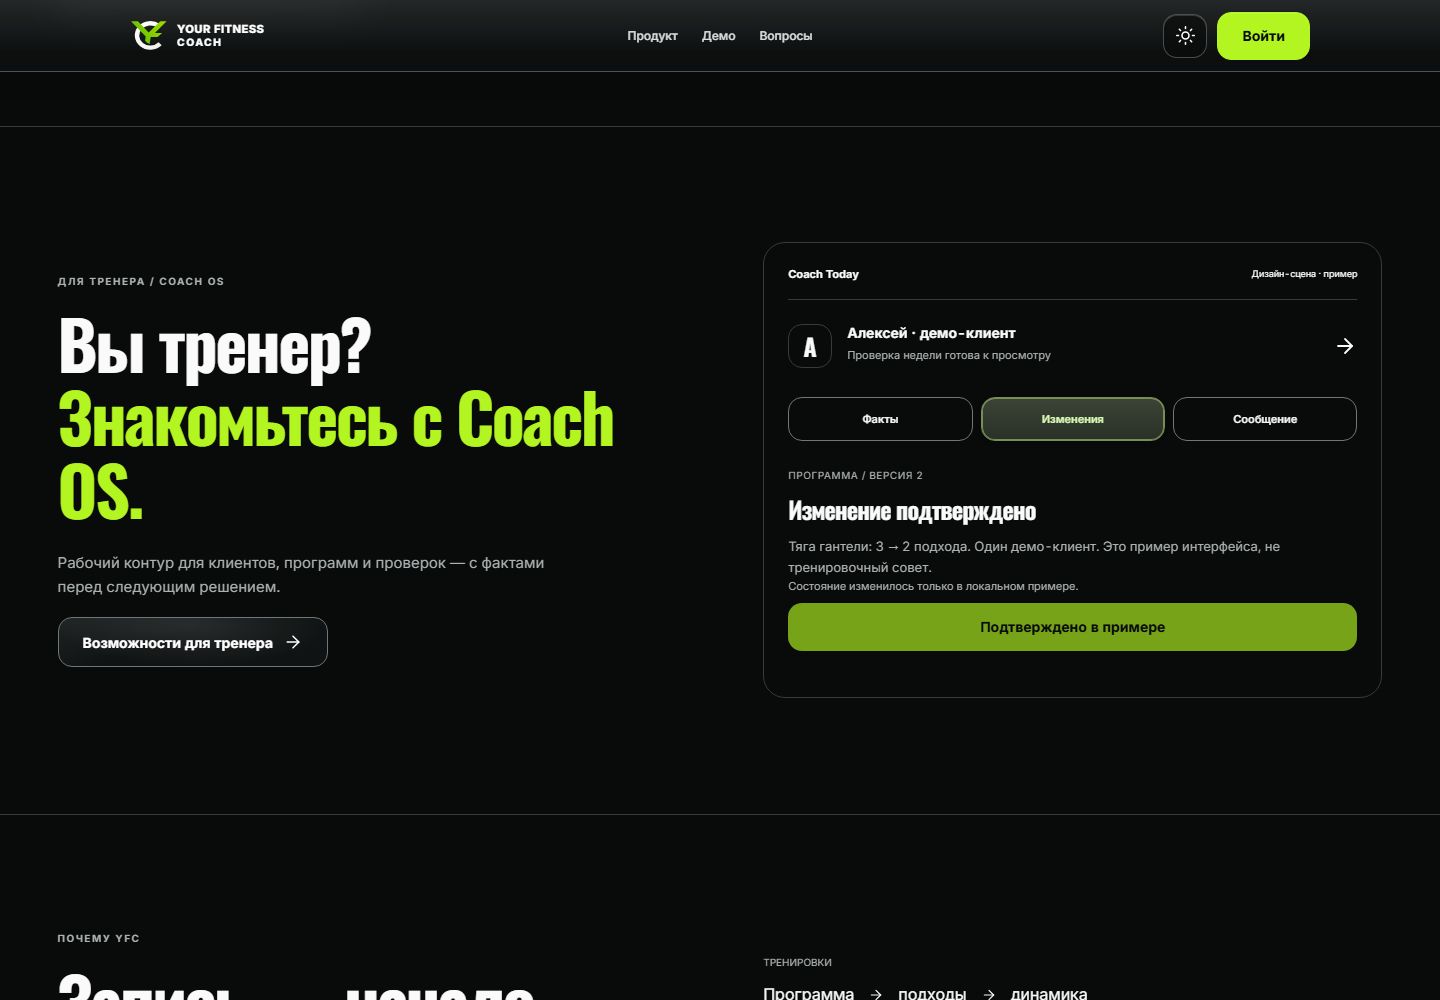 YOUR FITNESS
COACH
Продукт
Демо
Вопросы
Войти
ДЛЯ ТРЕНЕРА / COACH OS
Вы тренер?
Знакомьтесь с Coach
OS.
Рабочий контур для клиентов, программ и проверок — с фактами
перед следующим решением.
Возможности для тренера →
Coach Today
Дизайн-сцена · пример
А
Алексей · демо-клиент
Проверка недели готова к просмотру
→
Факты
Изменения
Сообщение
ПРОГРАММА / ВЕРСИЯ 2
Изменение подтверждено
Тяга гантели: 3 → 2 подхода. Один демо-клиент. Это пример интерфейса, не
тренировочный совет.
Состояние изменилось только в локальном примере.
Подтверждено в примере
ПОЧЕМУ YFC
ТРЕНИРОВКИ
Программа → подходы → динамика